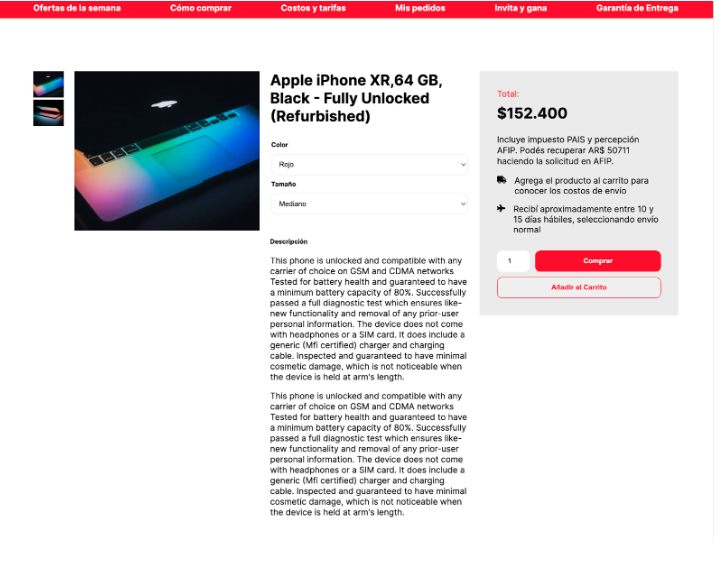 Ofertas de la semana Cómo comprar Costos y tarifas Mis pedidos Invita y gana Garantía de Entrega
Apple iPhone XR,64 GB,
Black - Fully Unlocked
(Refurbished)
Color
Rojo
Tamaño
Mediano
Descripción
This phone is unlocked and compatible with any
carrier of choice on GSM and CDMA networks
Tested for battery health and guaranteed to have
a minimum battery capacity of 80%. Successfully
passed a full diagnostic test which ensures like-
new functionality and removal of any prior-user
personal information. The device does not come
with headphones or a SIM card. It does include a
generic (Mfi certified) charger and charging
cable. Inspected and guaranteed to have minimal
cosmetic damage, which is not noticeable when
the device is held at arm's length.
This phone is unlocked and compatible with any
carrier of choice on GSM and CDMA networks
Tested for battery health and guaranteed to have
a minimum battery capacity of 80%. Successfully
passed a full diagnostic test which ensures like-
new functionality and removal of any prior-user
personal information. The device does not come
with headphones or a SIM card. It does include a
generic (Mfi certified) charger and charging
cable. Inspected and guaranteed to have minimal
cosmetic damage, which is not noticeable when
the device is held at arm's length.
Total:
$152.400
Incluye impuesto PAIS y percepción
AFIP. Podés recuperar AR$ 50711
haciendo la solicitud en AFIP.
Agrega el producto al carrito para
conocer los costos de envío
Recibí aproximadamente entre 10 y
15 días hábiles, seleccionando envío
normal
1 Comprar
Añadir al Carrito